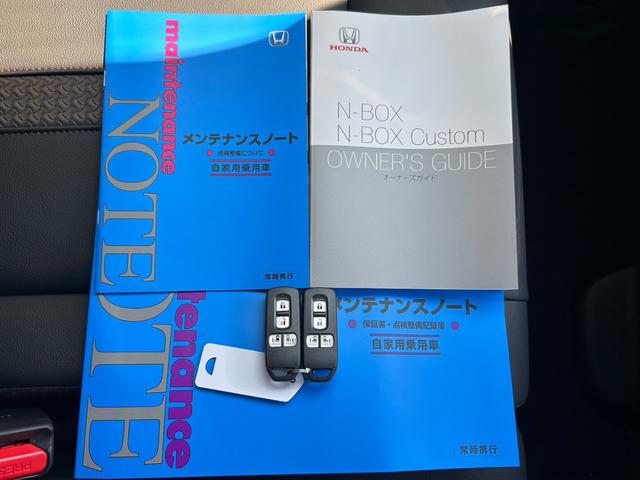 maintenance
NOTE
メンテナンスノート
点検整備について
自家用乗用車
常時携行
HONDA
N-BOX
N-BOX Custom
OWNER'S GUIDE
オーナーズガイド
メンテナンスノート
保証書・点検整備記録簿
自家用乗用車
常時携行
tenance
OTE
PRESS